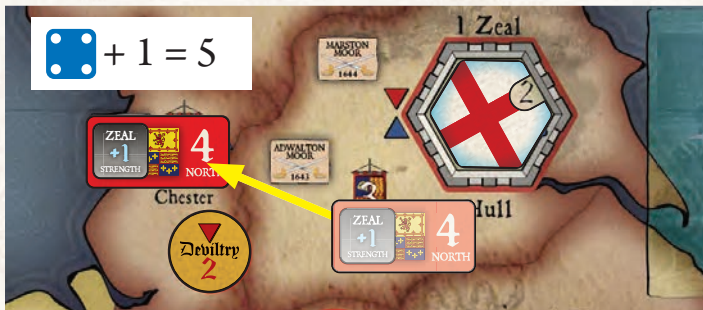 + 1 = 5
1 Zeal
MARSTON
MOOR
1644
2
ZEAL
+1
STRENGTH
4
NORTH
ADWALTON
MOOR
1643
Chester
Hull
Deviltry
2
ZEAL
+1
STRENGTH
4
NORTH